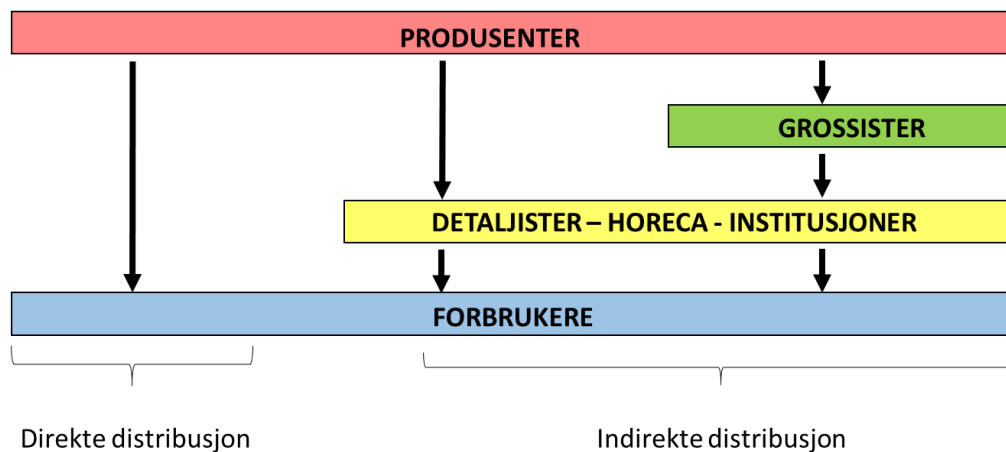 PRODUSENTER
GROSSISTER
DETALJISTER – HORECA - INSTITUSJONER
FORBRUKERE
Direkte distribusjon
Indirekte distribusjon